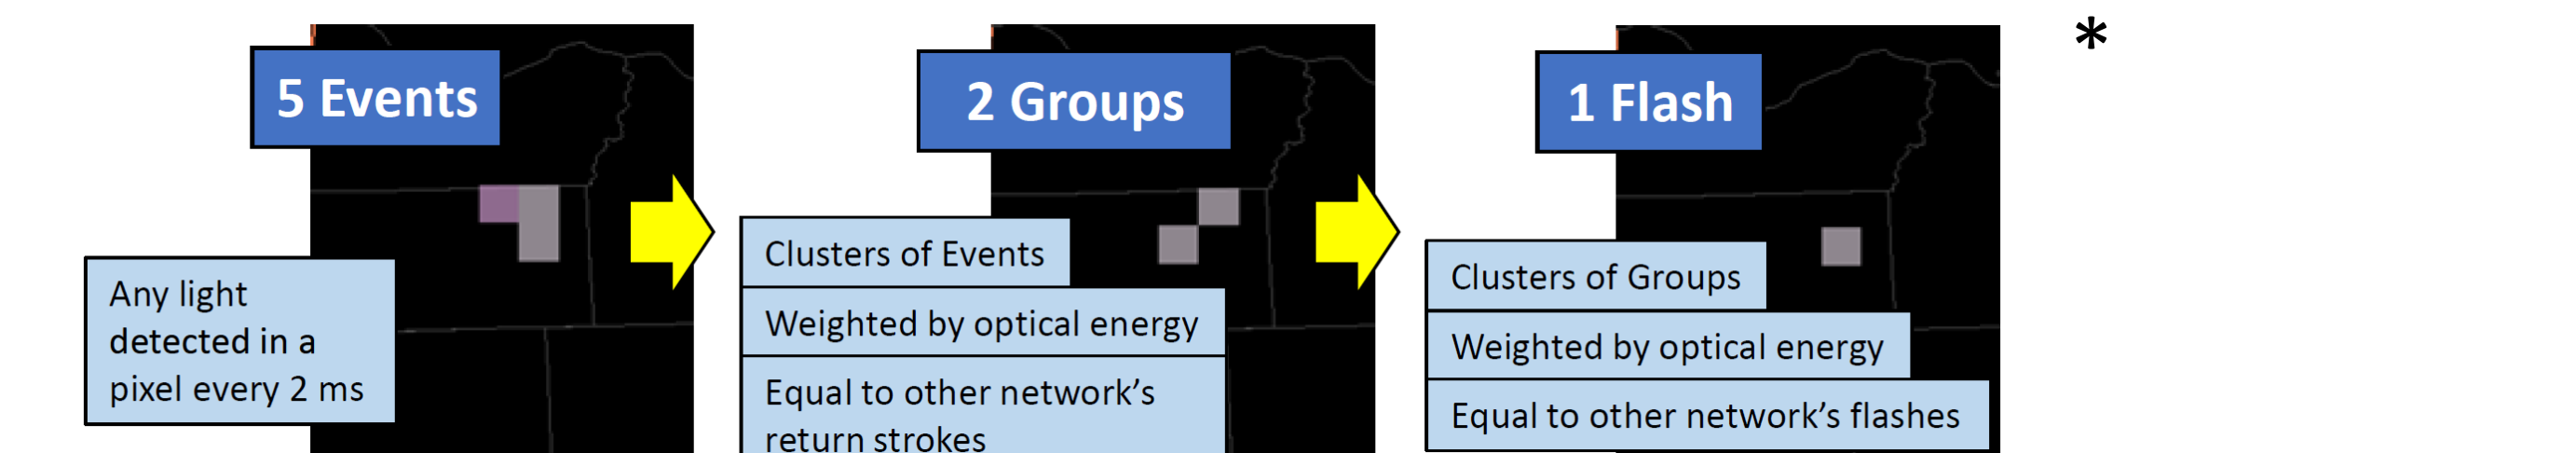 5 Events
Any light
detected in a
pixel every 2 ms
2 Groups
Clusters of Events
Weighted by optical energy
Equal to other network’s
return strokes
1 Flash
Clusters of Groups
Weighted by optical energy
Equal to other network’s flashes
*